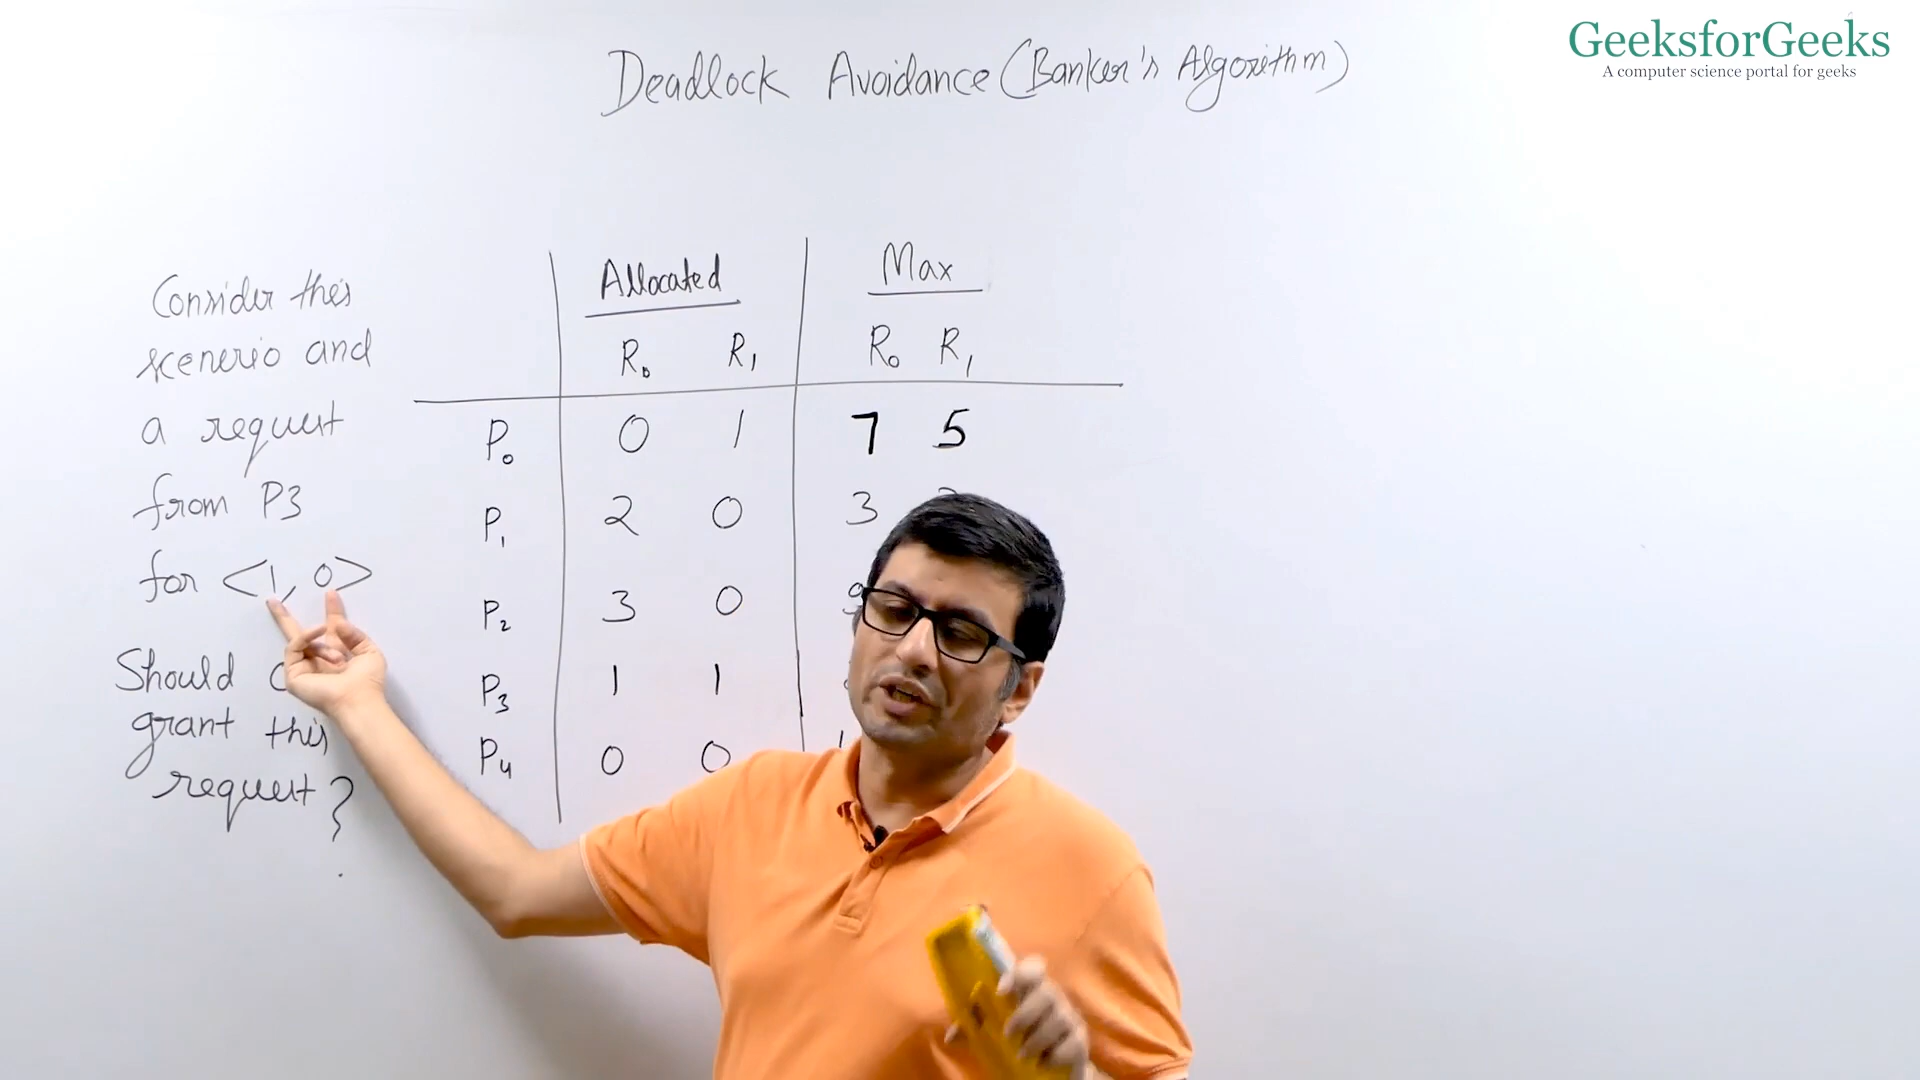 GeeksforGeeks
A computer science portal for geeks
Deadlock Avoidance (Banker's Algorithm)
Consider this
scenerio and
a request
from P3
for <1, 0>
Should
grant this
request?
Allocated Max
R₀ R₁ R₀ R₁
P₀ 0 1 7 5
P₁ 2 0 3
P₂ 3 0
P₃ 1 1
P₄ 0 0